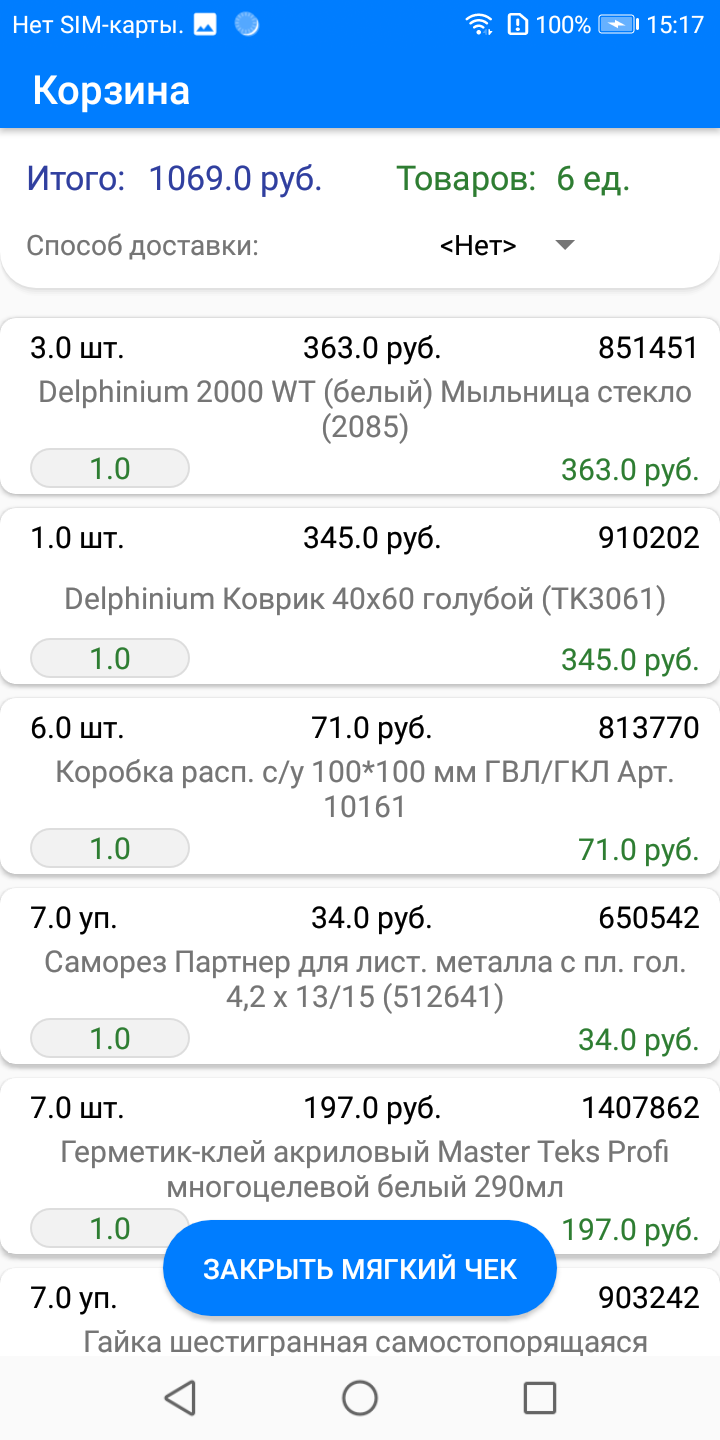 Нет SIM-карты. 100% 15:17
Корзина
Итого: 1069.0 руб. Товаров: 6 ед.
Способ доставки: <Нет>
3.0 шт. 363.0 руб. 851451
Delphinium 2000 WT (белый) Мыльница стекло
(2085)
1.0 363.0 руб.
1.0 шт. 345.0 руб. 910202
Delphinium Коврик 40x60 голубой (TK3061)
1.0 345.0 руб.
6.0 шт. 71.0 руб. 813770
Коробка расп. с/у 100*100 мм ГВЛ/ГКЛ Арт.
10161
1.0 71.0 руб.
7.0 уп. 34.0 руб. 650542
Саморез Партнер для лист. металла с пл. гол.
4,2 х 13/15 (512641)
1.0 34.0 руб.
7.0 шт. 197.0 руб. 1407862
Герметик-клей акриловый Master Teks Profi
многоцелевой белый 290мл
1.0 197.0 руб.
ЗАКРЫТЬ МЯГКИЙ ЧЕК
7.0 уп. 903242
Гайка шестигранная самостопорящаяся